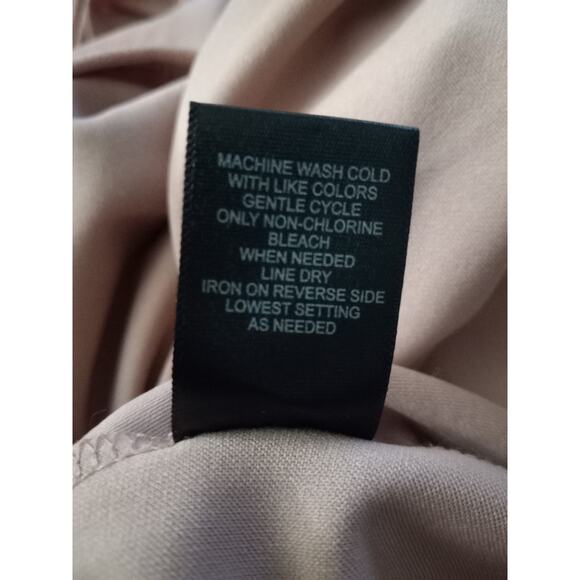 MACHINE WASH COLD
WITH LIKE COLORS
GENTLE CYCLE
ONLY NON-CHLORINE
BLEACH
WHEN NEEDED
LINE DRY
IRON ON REVERSE SIDE
LOWEST SETTING
AS NEEDED